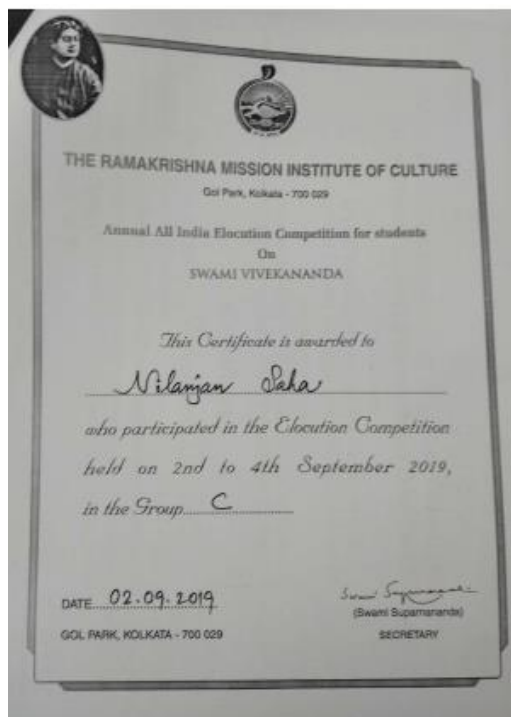 THE RAMAKRISHNA MISSION INSTITUTE OF CULTURE
Gol Park, Kolkata - 700 029
Annual All India Elocution Competition for students
On
SWAMI VIVEKANANDA
This Certificate is awarded to
Nilanjan Saha
who participated in the Elocution Competition
held on 2nd to 4th September 2019,
in the Group C
DATE 02.09.2019
(Swami Suparnananda)
GOL PARK, KOLKATA - 700 029
SECRETARY